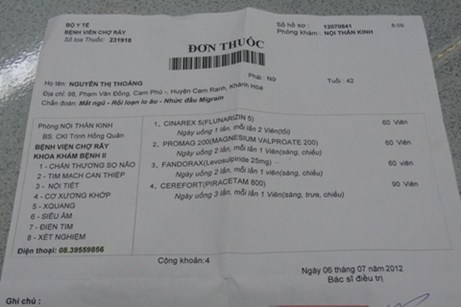 BỘ Y TẾ
BỆNH VIỆN CHỢ RẪY
Số toa Thuốc: 231918
Số hồ sơ : 12070841 8:09
Phòng khám : NỘI THẦN KINH
ĐƠN THUỐC
Họ tên: NGUYỄN THỊ THOẢNG Phái : Nữ Tuổi : 42
Địa chỉ: 98, Phạm Văn Đồng, Cam Phú -, Huyện Cam Ranh, Khánh Hòa
Chẩn đoán: Mất ngủ - Rối loạn lo âu - Nhức đầu Migrain
Phòng NỘI THẦN KINH
BS: CKI Trịnh Hồng Quân
BỆNH VIỆN CHỢ RẪY
KHOA KHÁM BỆNH II
1 - CHẤN THƯƠNG SỌ NÃO
2 - TIM MẠCH CAN THIỆP
3 - NỘI TIẾT
4 - CƠ XƯƠNG KHỚP
5 - XQUANG
6 - SIÊU ÂM
7 - ĐIỆN TIM
8 - XÉT NGHIỆM
Điện thoại: 08.39559856
1. CINAREX 5(FLUNARIZIN 5) 60 Viên
Ngày uống 1 lần, mỗi lần 2 Viên(tối)
2. PROMAG 200(MAGNESIUM VALPROATE 200) 60 Viên
Ngày uống 2 lần, mỗi lần 1 Viên(sáng, chiều)
3 - FANDORAX(Levosulpiride 25mg) 60 Viên
Ngày uống 2 lần, mỗi lần 1 Viên(sáng, chiều)
4. CEREFORT(PIRACETAM 800) 90 Viên
Ngày uống 3 lần, mỗi lần 1 Viên(sáng, trưa, chiều)
Cộng khoản:4
Ngày 06 tháng 07 năm 2012
Bác sĩ điều trị
Ghi chú :